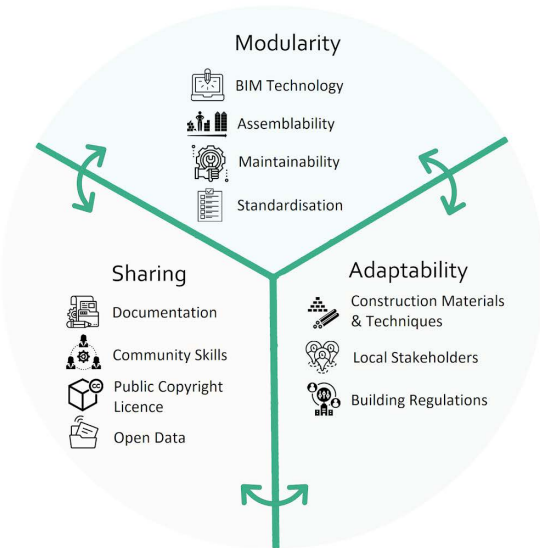 Modularity
BIM Technology
Assemblability
Maintainability
Standardisation
Sharing
Documentation
Community Skills
Public Copyright
Licence
CC
Open Data
Adaptability
Construction Materials
& Techniques
Local Stakeholders
Building Regulations